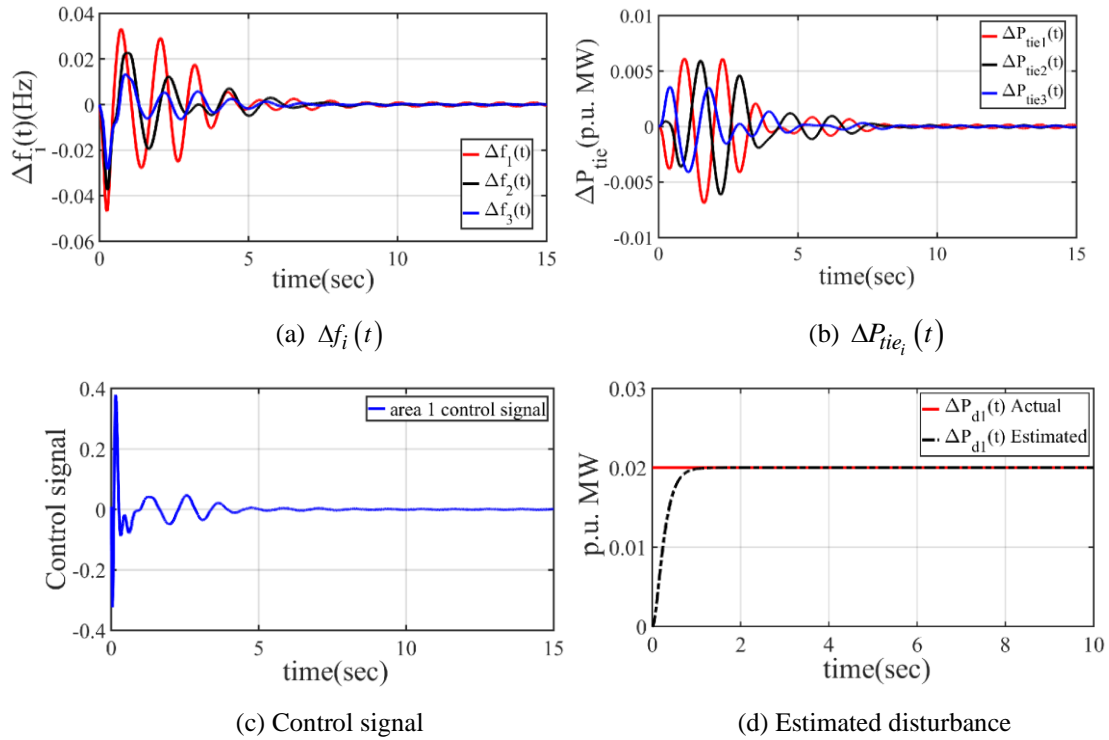 0.04
0.02
0
-0.02
-0.04
-0.06
Δf_i(t)(Hz)
Δf_1(t)
Δf_2(t)
Δf_3(t)
0 5 10 15
time(sec)
(a) Δf_i(t)
0.01
0.005
0
-0.005
-0.01
ΔP_tie(p.u. MW)
ΔP_tie1(t)
ΔP_tie2(t)
ΔP_tie3(t)
0 5 10 15
time(sec)
(b) ΔP_tie_i(t)
0.4
0.2
0
-0.2
-0.4
Control signal
area 1 control signal
0 5 10 15
time(sec)
(c) Control signal
0.03
0.02
0.01
0
p.u. MW
ΔP_d1(t) Actual
ΔP_d1(t) Estimated
0 2 4 6 8 10
time(sec)
(d) Estimated disturbance